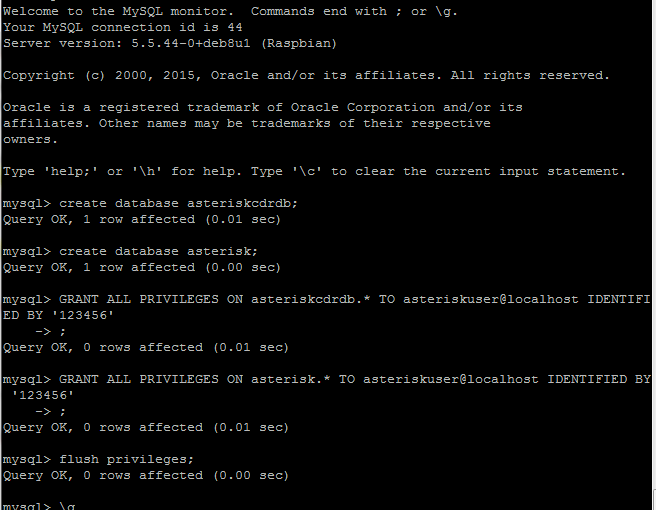 Welcome to the MySQL monitor.  Commands end with ; or \g.
Your MySQL connection id is 44
Server version: 5.5.44-0+deb8u1 (Raspbian)
Copyright (c) 2000, 2015, Oracle and/or its affiliates. All rights reserved.
Oracle is a registered trademark of Oracle Corporation and/or its
affiliates. Other names may be trademarks of their respective
owners.
Type 'help;' or '\h' for help. Type '\c' to clear the current input statement.
mysql> create database asteriskcdrdb;
Query OK, 1 row affected (0.01 sec)
mysql> create database asterisk;
Query OK, 1 row affected (0.00 sec)
mysql> GRANT ALL PRIVILEGES ON asteriskcdrdb.* TO asteriskuser@localhost IDENTIFI
ED BY '123456'
    -> ;
Query OK, 0 rows affected (0.01 sec)
mysql> GRANT ALL PRIVILEGES ON asterisk.* TO asteriskuser@localhost IDENTIFIED BY
 '123456'
    -> ;
Query OK, 0 rows affected (0.01 sec)
mysql> flush privileges;
Query OK, 0 rows affected (0.00 sec)
mysql> \q